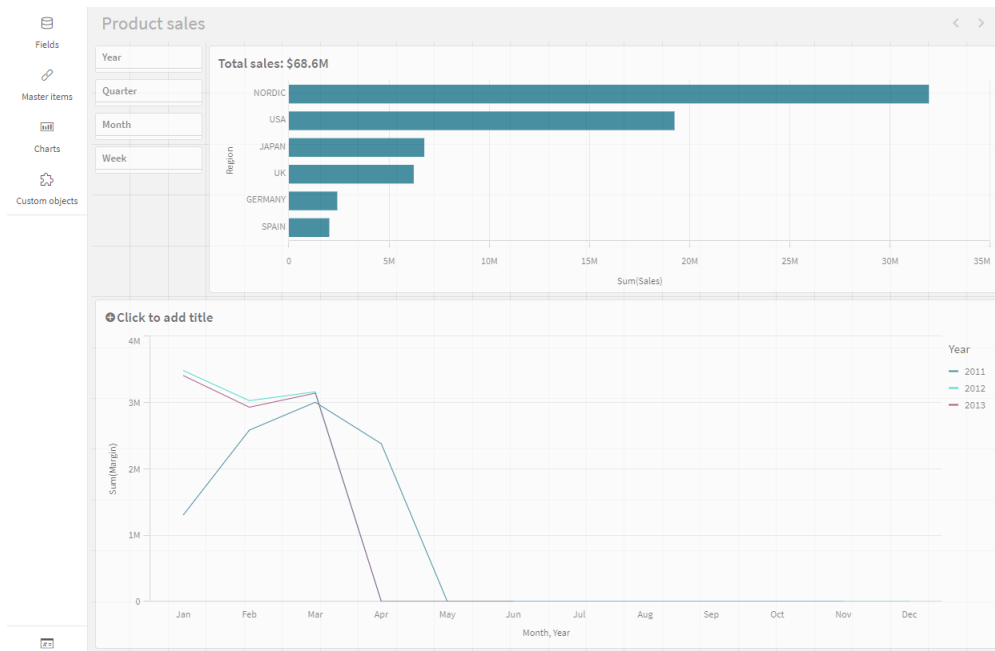 Product sales
Fields
Master items
Charts
Custom objects
Year
Quarter
Month
Week
Total sales: $68.6M
Region
NORDIC
USA
JAPAN
UK
GERMANY
SPAIN
0 5M 10M 15M 20M 25M 30M 35M
Sum(Sales)
Click to add title
Sum(Margin)
4M
3M
2M
1M
0
Jan Feb Mar Apr May Jun Jul Aug Sep Oct Nov Dec
Month, Year
Year
2011
2012
2013